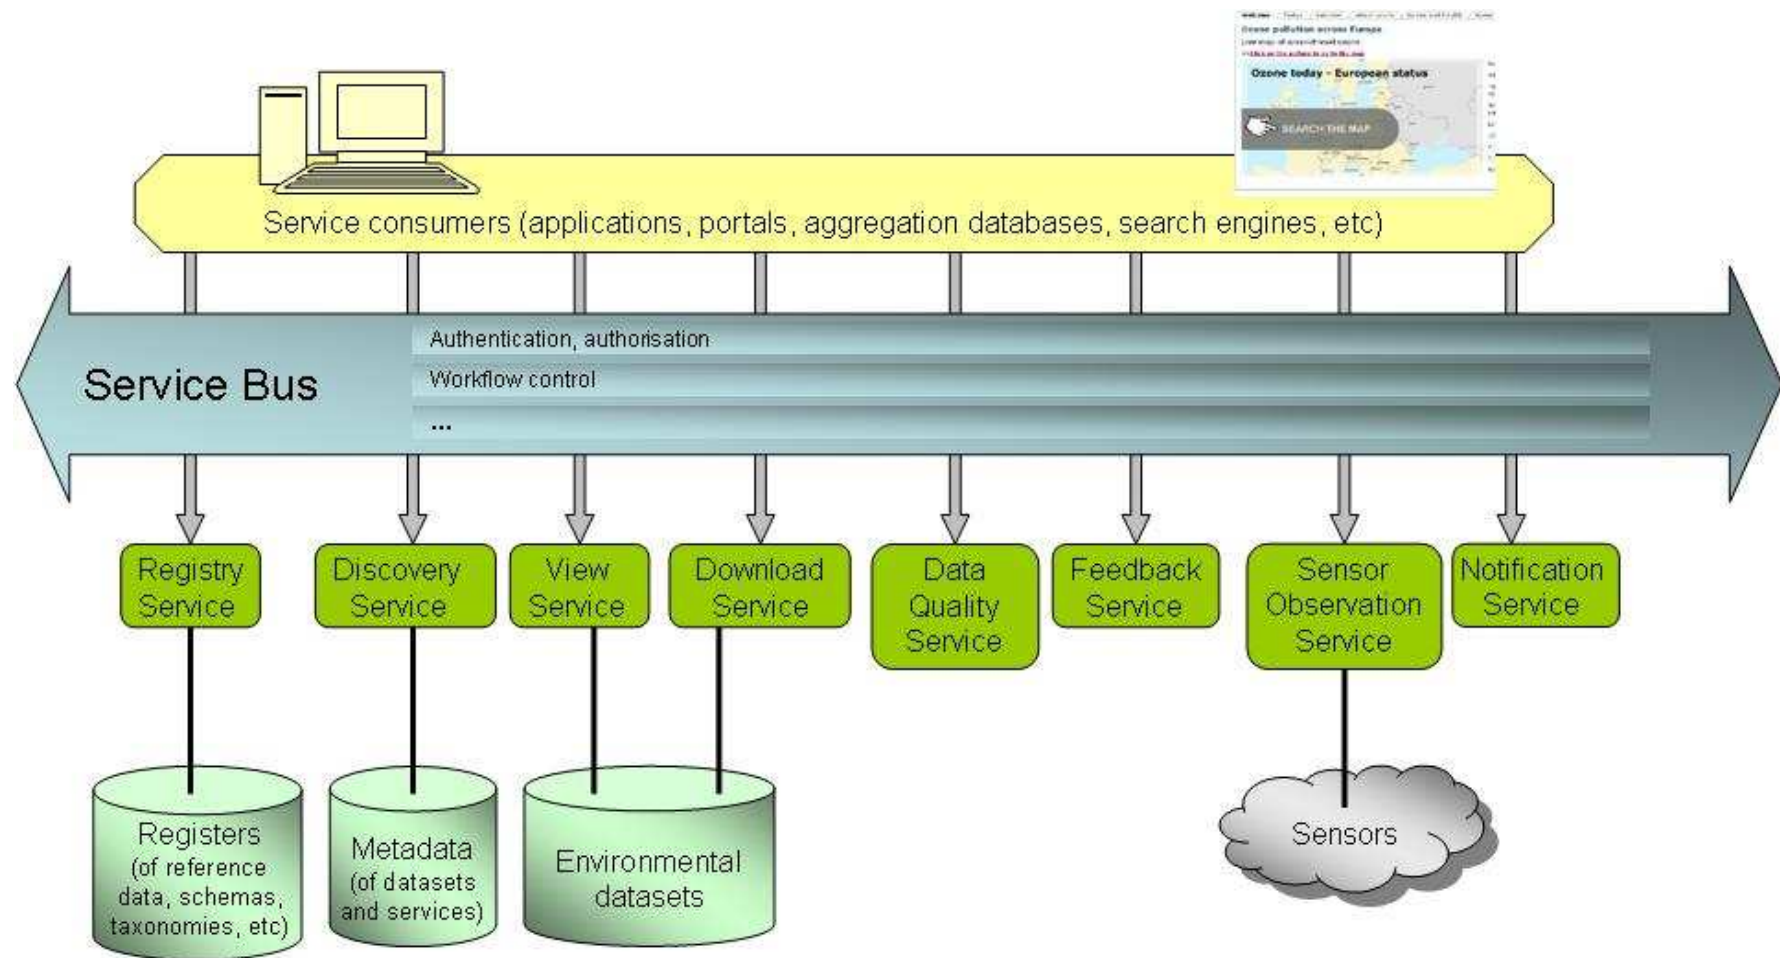 Ozone pollution across Europe
Ozone today - European status
SEARCH THE MAP
Service consumers (applications, portals, aggregation databases, search engines, etc)
Authentication, authorisation
Service Bus
Workflow control
...
Registry
Service
Discovery
Service
View
Service
Download
Service
Data
Quality
Service
Feedback
Service
Sensor
Observation
Service
Notification
Service
Registers
(of reference
data, schemas,
taxonomies, etc)
Metadata
(of datasets
and services)
Environmental
datasets
Sensors